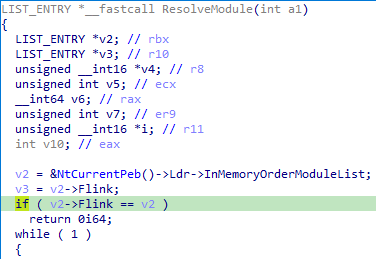 LIST_ENTRY *__fastcall ResolveModule(int a1)
{
LIST_ENTRY *v2; // rbx
LIST_ENTRY *v3; // r10
unsigned __int16 *v4; // r8
unsigned int v5; // ecx
__int64 v6; // rax
unsigned int v7; // er9
unsigned __int16 *i; // r11
int v10; // eax
v2 = &NtCurrentPeb()->Ldr->InMemoryOrderModuleList;
v3 = v2->Flink;
if ( v2->Flink == v2 )
return 0i64;
while ( 1 )
{